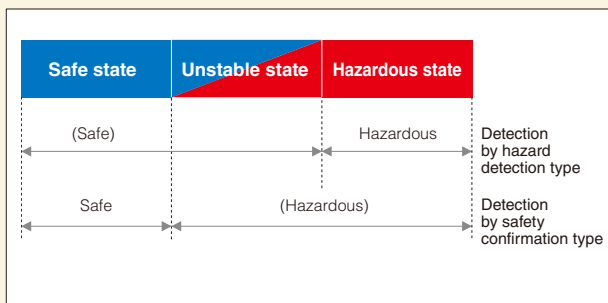 Safe state
Unstable state
Hazardous state
(Safe)
Hazardous
Detection
by hazard
detection type
Safe
(Hazardous)
Detection
by safety
confirmation type